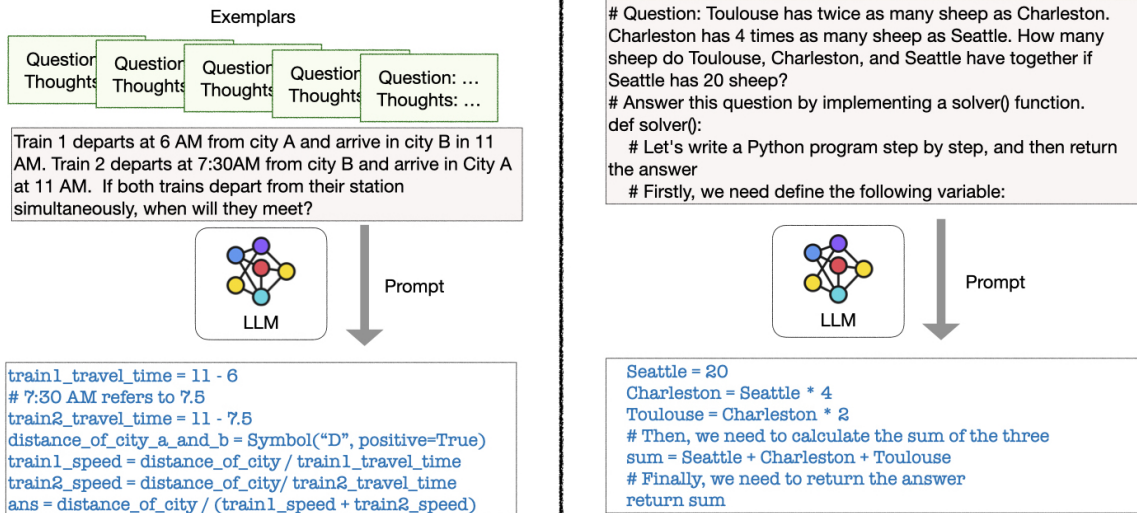 Exemplars
Question
Thoughts
Question
Thoughts
Question
Thoughts
Question
Thoughts
Question: ...
Thoughts: ...
Train 1 departs at 6 AM from city A and arrive in city B in 11
AM. Train 2 departs at 7:30AM from city B and arrive in City A
at 11 AM.  If both trains depart from their station
simultaneously, when will they meet?
LLM
Prompt
train1_travel_time = 11 - 6
# 7:30 AM refers to 7.5
train2_travel_time = 11 - 7.5
distance_of_city_a_and_b = Symbol(“D”, positive=True)
train1_speed = distance_of_city / train1_travel_time
train2_speed = distance_of_city/ train2_travel_time
ans = distance_of_city / (train1_speed + train2_speed)
# Question: Toulouse has twice as many sheep as Charleston.
Charleston has 4 times as many sheep as Seattle. How many
sheep do Toulouse, Charleston, and Seattle have together if
Seattle has 20 sheep?
# Answer this question by implementing a solver() function.
def solver():
# Let's write a Python program step by step, and then return
the answer
# Firstly, we need define the following variable:
LLM
Prompt
Seattle = 20
Charleston = Seattle * 4
Toulouse = Charleston * 2
# Then, we need to calculate the sum of the three
sum = Seattle + Charleston + Toulouse
# Finally, we need to return the answer
return sum